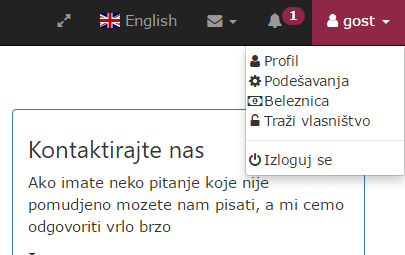 English 1 gost
Profil
Podešavanja
Beleznica
Traži vlasništvo
Izloguj se
Kontaktirajte nas
Ako imate neko pitanje koje nije
pomudjeno mozete nam pisati, a mi cemo
odgovoriti vrlo brzo